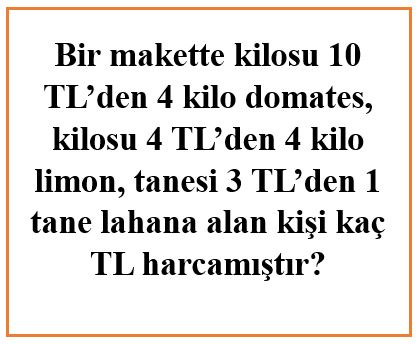 Bir makette kilosu 10
TL’den 4 kilo domates,
kilosu 4 TL’den 4 kilo
limon, tanesi 3 TL’den 1
tane lahana alan kişi kaç
TL harcamıştır?